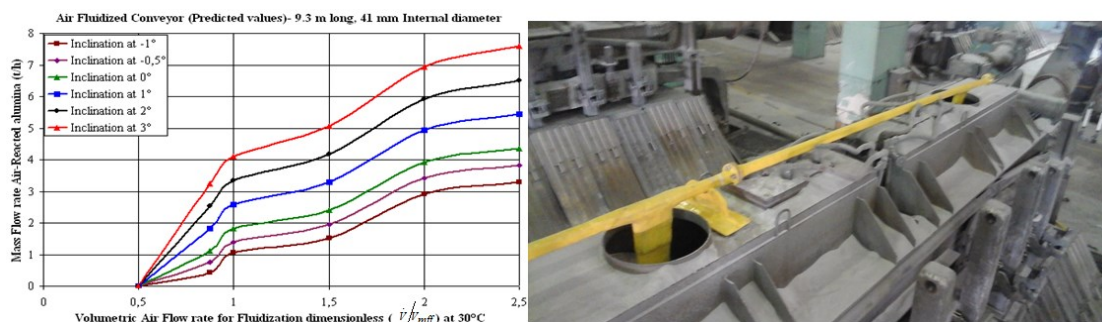 Air Fluidized Conveyor (Predicted values)- 9.3 m long, 41 mm Internal diameter
Mass Flow rate Air-Reacted alumina (t/h)
8
7
6
5
4
3
2
1
0
Inclination at -1°
Inclination at -0,5°
Inclination at 0°
Inclination at 1°
Inclination at 2°
Inclination at 3°
0 0,5 1 1,5 2 2,5
Volumetric Air Flow rate for Fluidization dimensionless ( V/Vmff ) at 30°C